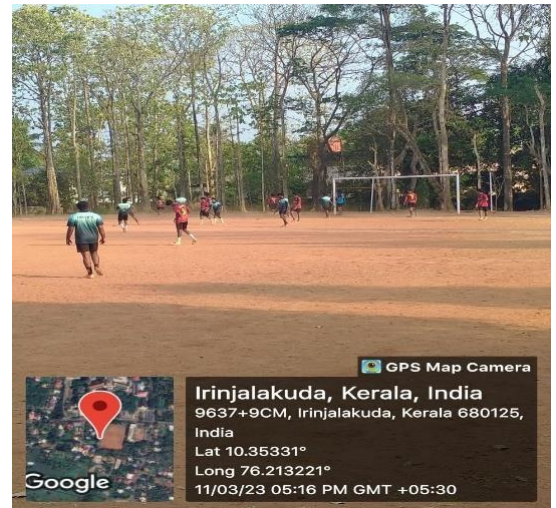 GPS Map Camera
Irinjalakuda, Kerala, India
9637+9CM, Irinjalakuda, Kerala 680125,
India
Lat 10.35331°
Long 76.213221°
11/03/23 05:16 PM GMT +05:30
Google